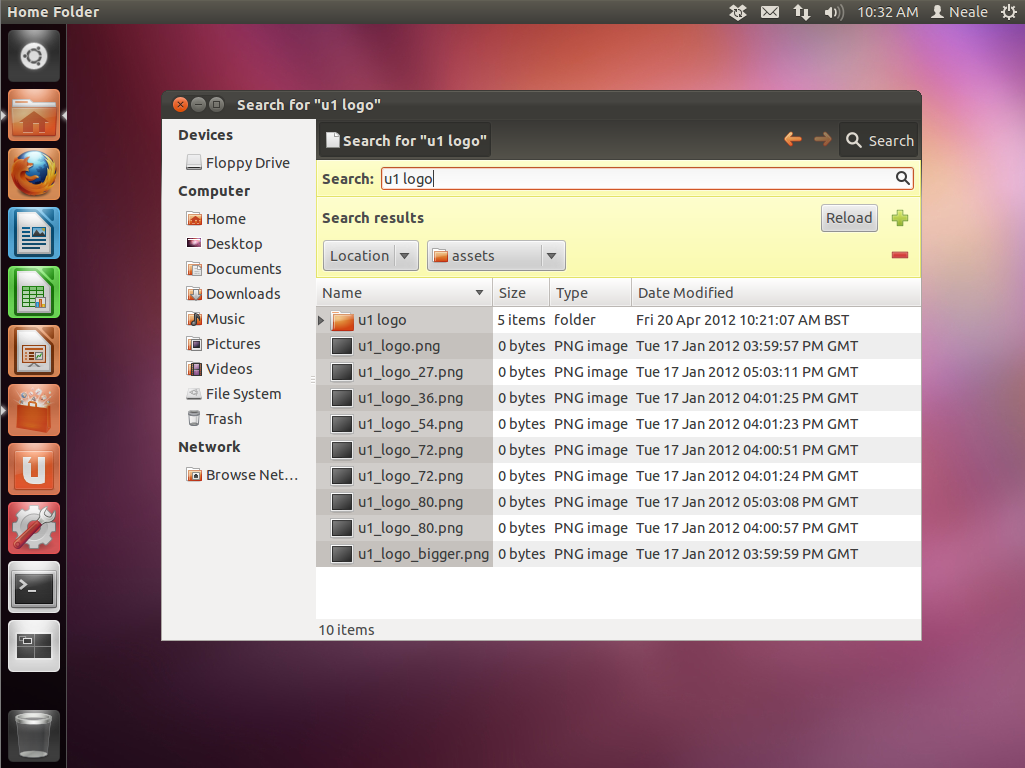 Home Folder
10:32 AM Neale
Search for "u1 logo"
Devices
Floppy Drive
Computer
Home
Desktop
Documents
Downloads
Music
Pictures
Videos
File System
Trash
Network
Browse Net...
Search for "u1 logo"
Search
Search: u1 logo
Search results
Reload
Location
assets
Name Size Type Date Modified
u1 logo 5 items folder Fri 20 Apr 2012 10:21:07 AM BST
u1_logo.png 0 bytes PNG image Tue 17 Jan 2012 03:59:57 PM GMT
u1_logo_27.png 0 bytes PNG image Tue 17 Jan 2012 05:03:11 PM GMT
u1_logo_36.png 0 bytes PNG image Tue 17 Jan 2012 04:01:25 PM GMT
u1_logo_54.png 0 bytes PNG image Tue 17 Jan 2012 04:01:23 PM GMT
u1_logo_72.png 0 bytes PNG image Tue 17 Jan 2012 04:00:51 PM GMT
u1_logo_72.png 0 bytes PNG image Tue 17 Jan 2012 04:01:24 PM GMT
u1_logo_80.png 0 bytes PNG image Tue 17 Jan 2012 05:03:08 PM GMT
u1_logo_80.png 0 bytes PNG image Tue 17 Jan 2012 04:00:57 PM GMT
u1_logo_bigger.png 0 bytes PNG image Tue 17 Jan 2012 03:59:59 PM GMT
10 items